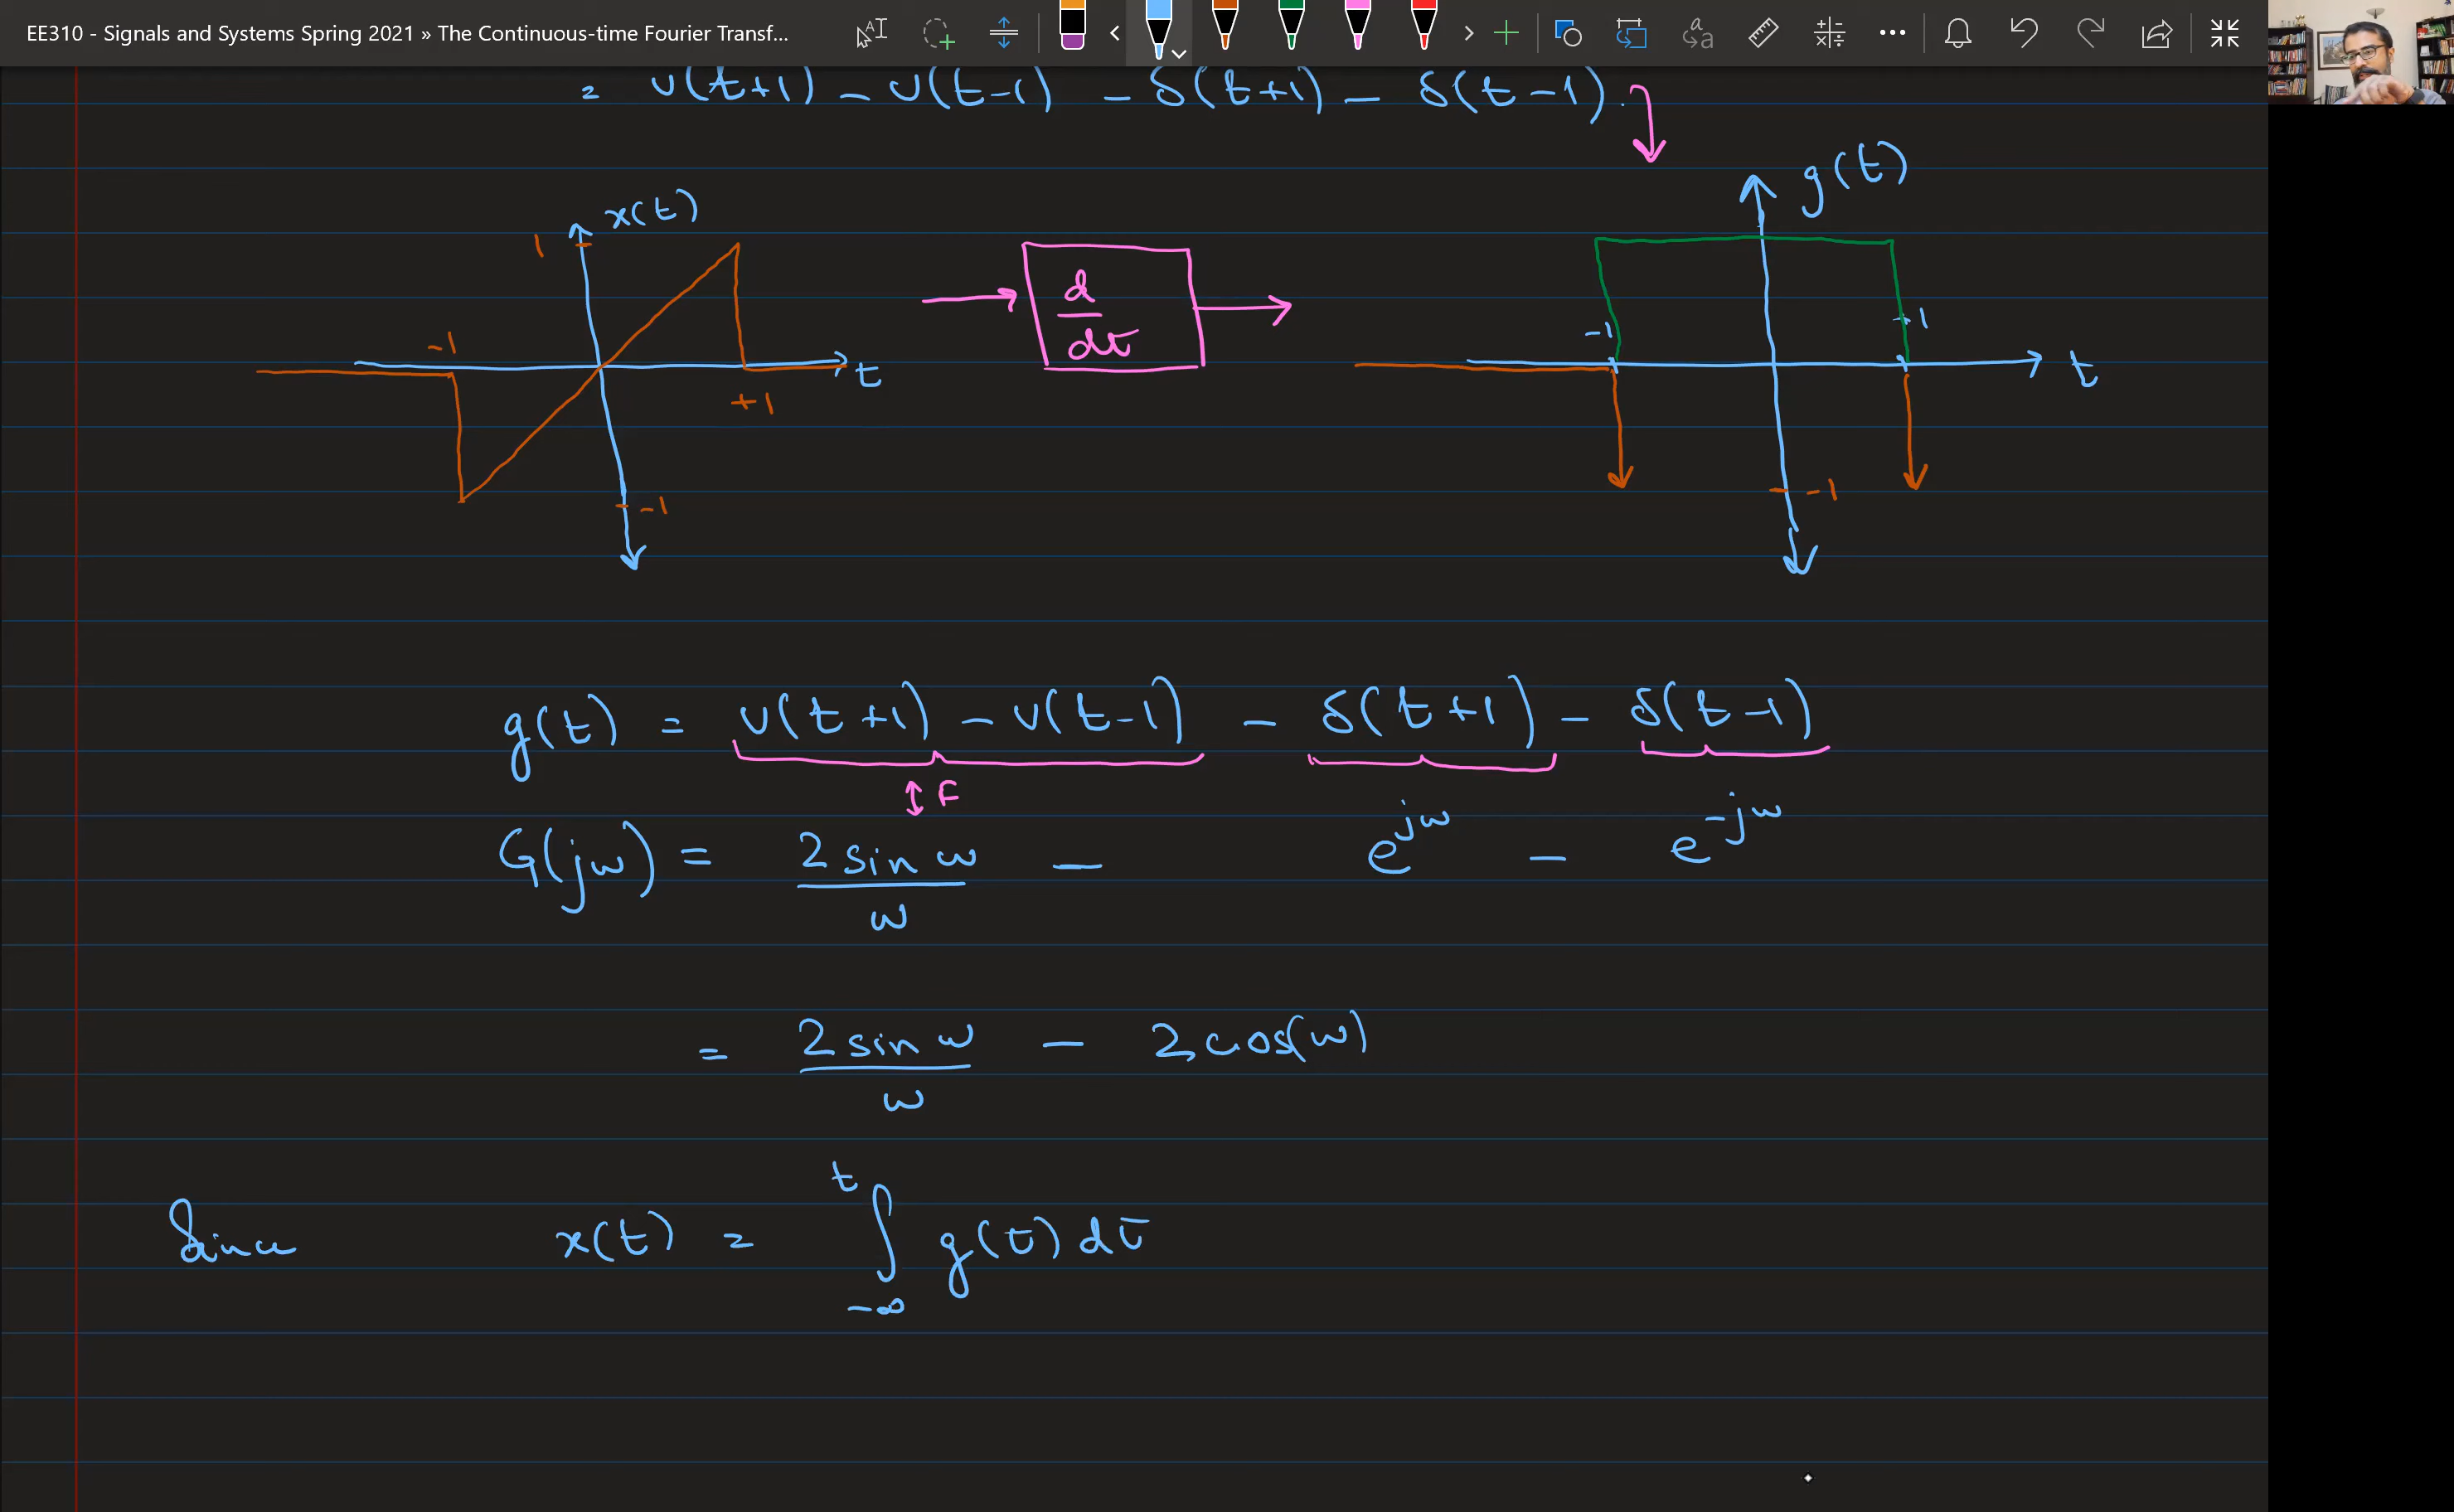 EE310 - Signals and Systems Spring 2021 » The Continuous-time Fourier Transf...
= u(t+1) - u(t-1) - δ(t+1) - δ(t-1).
x(t)
1
-1
+1
t
-1
d
dt
g(t)
-1
+1
t
-1
g(t) = u(t+1) - u(t-1) - δ(t+1) - δ(t-1)
↕ F
G(jω) = 2 sin ω / ω - e^{jω} - e^{-jω}
= 2 sin ω / ω - 2 cos(ω)
Since x(t) = ∫_{-∞}^{t} g(τ) dτ